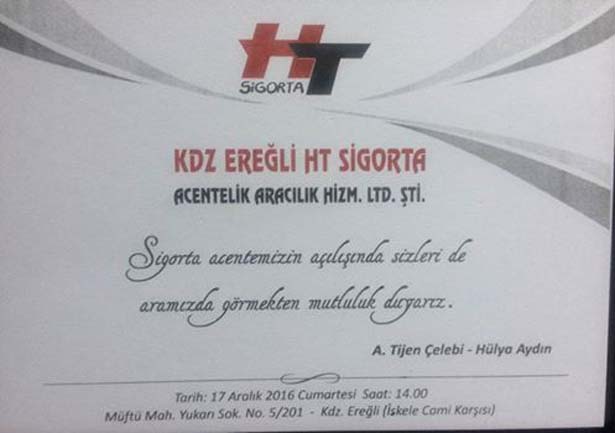 HT
SİGORTA
KDZ EREĞLİ HT SİGORTA
ACENTELİK ARACILIK HİZM. LTD. ŞTİ.
Sigorta acentemizin açılışında sizleri de
aramızda görmekten mutluluk duyarız.
A. Tijen Çelebi - Hülya Aydın
Tarih: 17 Aralık 2016 Cumartesi Saat: 14.00
Müftü Mah. Yukarı Sok. No. 5/201 - Kdz. Ereğli (İskele Cami Karşısı)